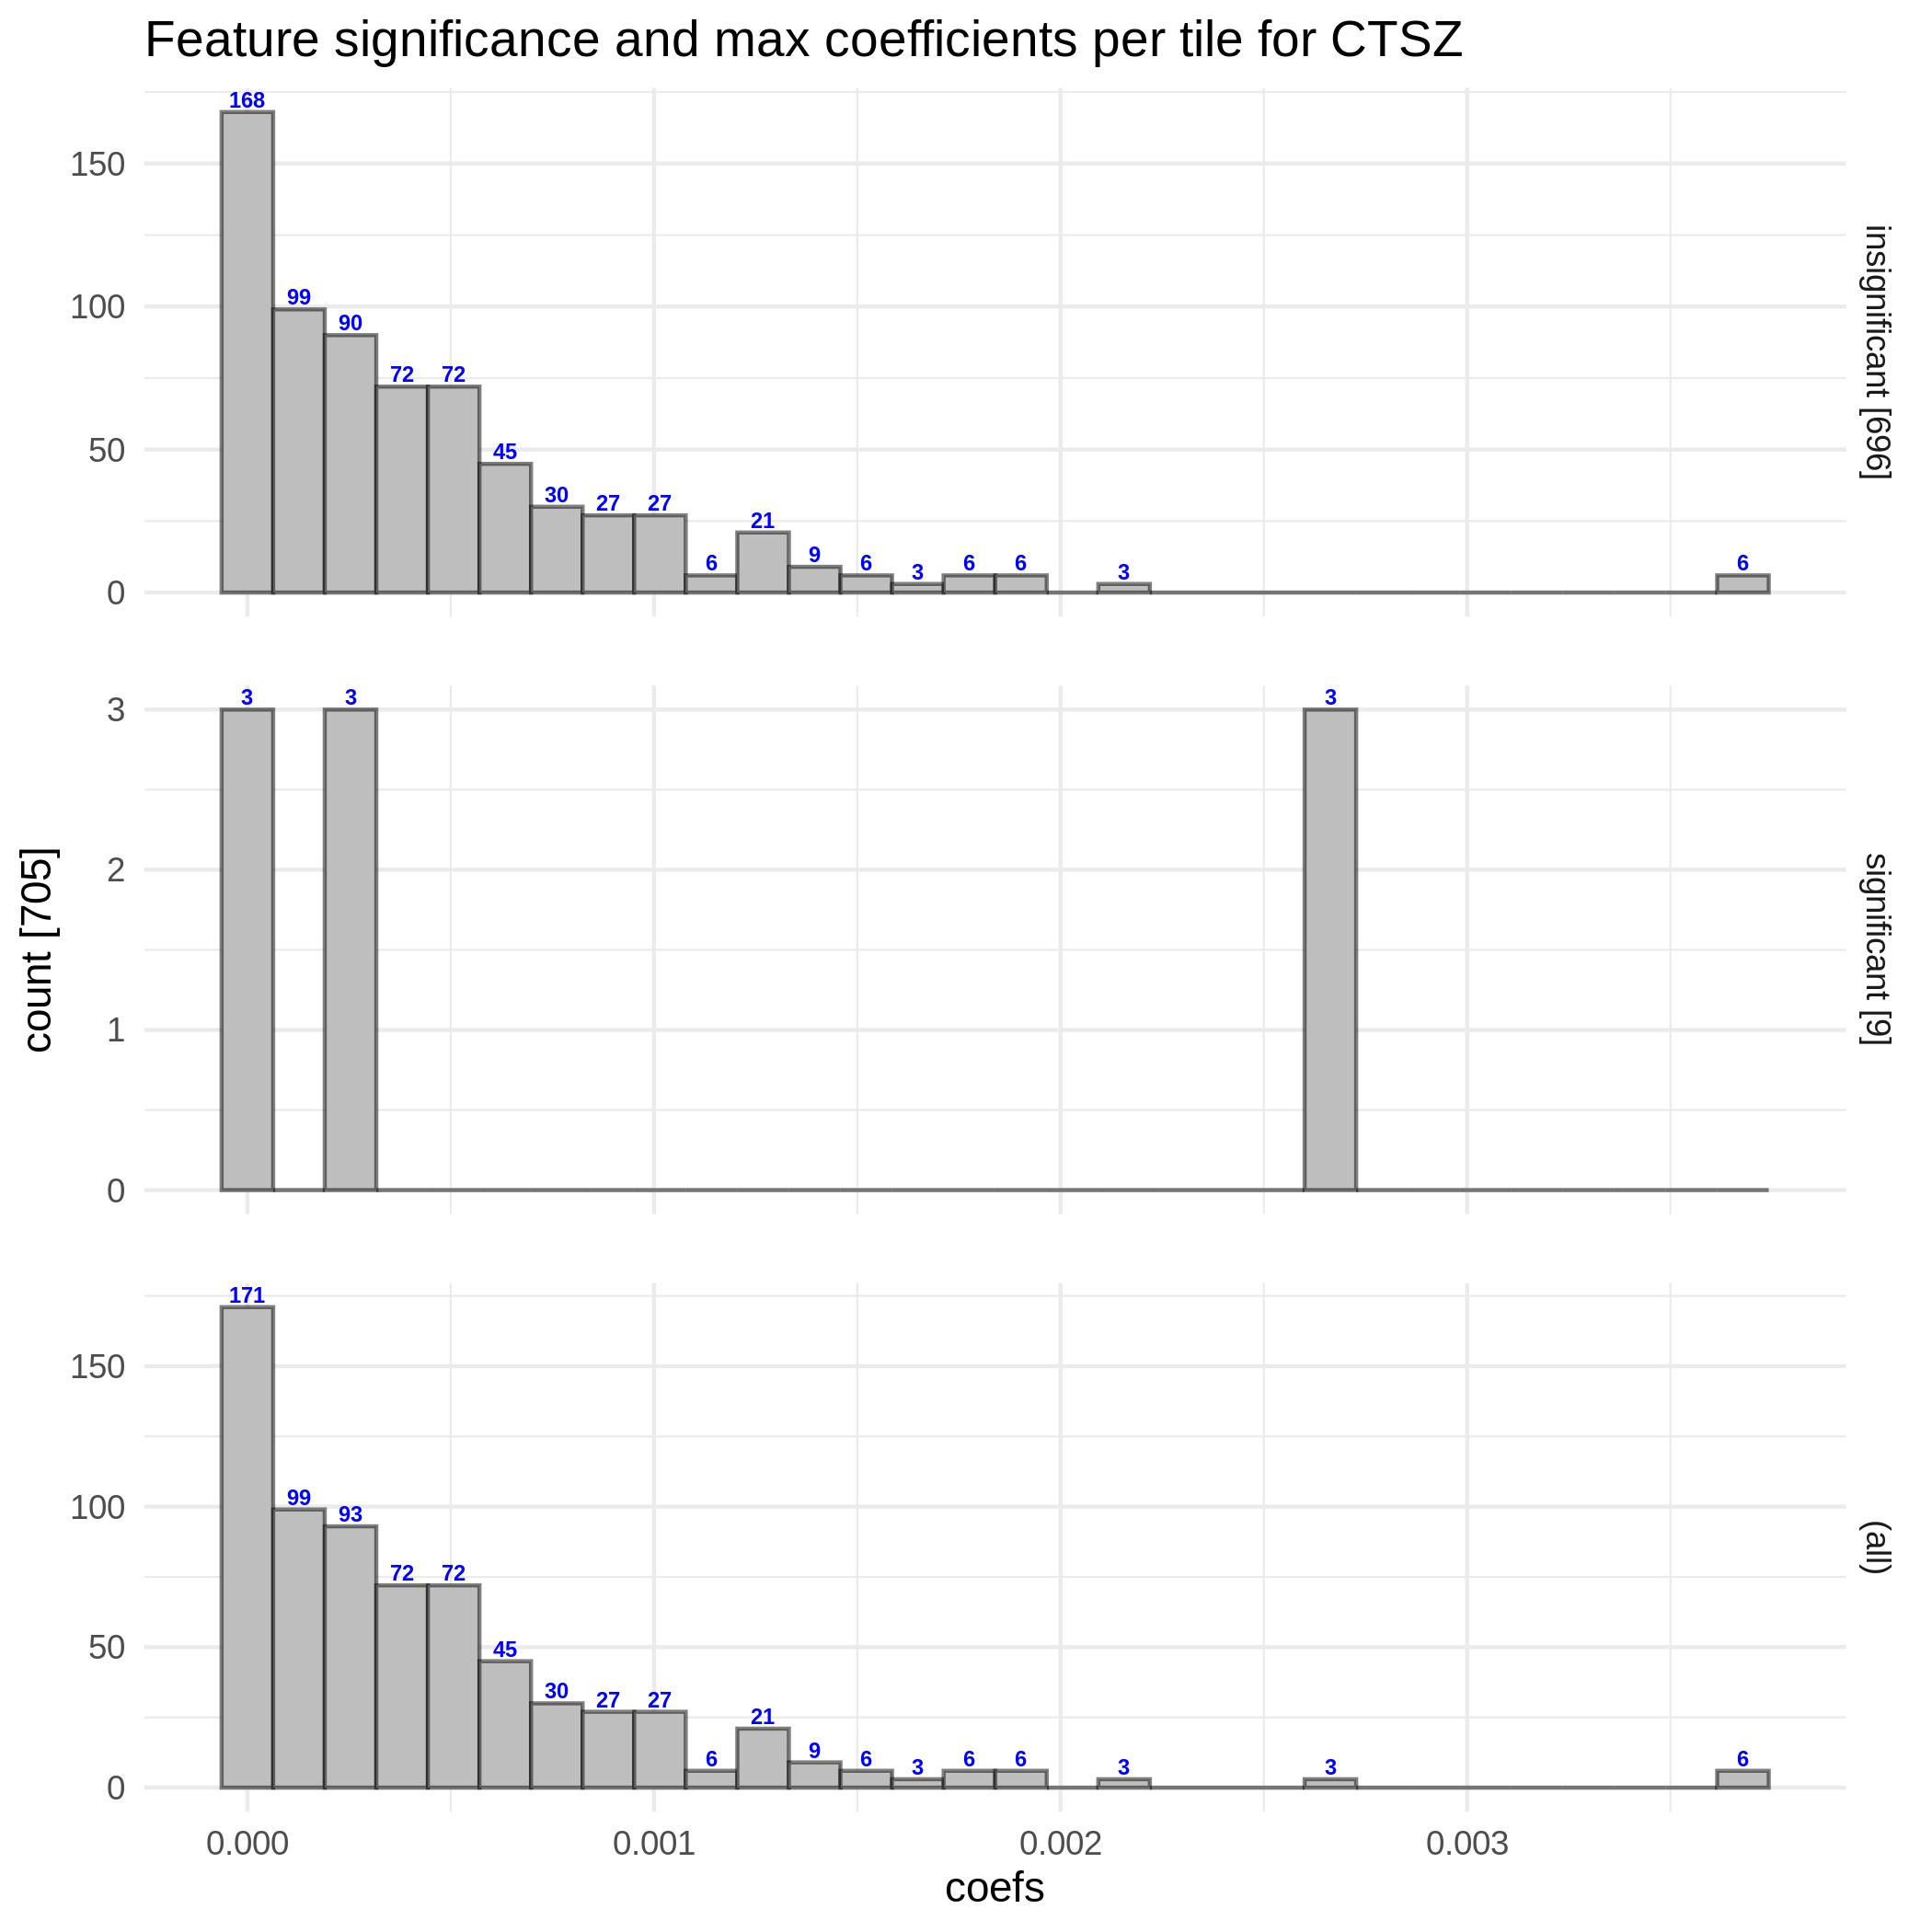 Feature significance and max coefficients per tile for CTSZ
168
150
99
100
90
72 72
50
45
30 27 27
6 21 9 6 3 6 6 3 6
0
insignificant [696]
3 3 3
3
2
1
0
significant [9]
count [705]
171
150
99
100
93
72 72
50
45
30 27 27
6 21 9 6 3 6 6 3 3 6
0
(all)
0.000 0.001 0.002 0.003
coefs